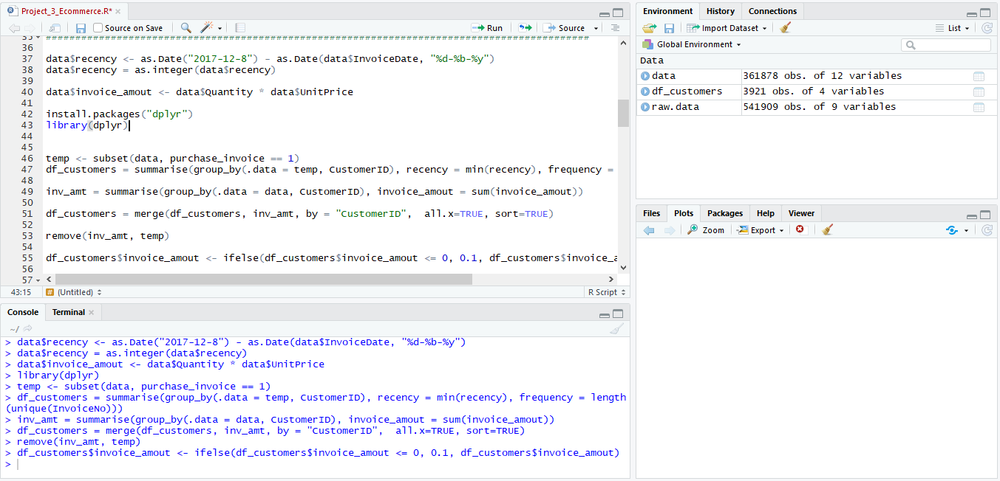 Project_3_Ecommerce.R* ×
Source on Save
Run
Source
35 ################################################################################
36
37 data$recency <- as.Date("2017-12-8") - as.Date(data$InvoiceDate, "%d-%b-%y")
38 data$recency = as.integer(data$recency)
39
40 data$invoice_amout <- data$Quantity * data$UnitPrice
41
42 install.packages("dplyr")
43 library(dplyr)
44
45
46 temp <- subset(data, purchase_invoice == 1)
47 df_customers = summarise(group_by(.data = temp, CustomerID), recency = min(recency), frequency =
48
49 inv_amt = summarise(group_by(.data = data, CustomerID), invoice_amout = sum(invoice_amout))
50
51 df_customers = merge(df_customers, inv_amt, by = "CustomerID",  all.x=TRUE, sort=TRUE)
52
53 remove(inv_amt, temp)
54
55 df_customers$invoice_amout <- ifelse(df_customers$invoice_amout <= 0, 0.1, df_customers$invoice_a
56
57
43:15 # (Untitled) R Script
Console Terminal ×
~/
> data$recency <- as.Date("2017-12-8") - as.Date(data$InvoiceDate, "%d-%b-%y")
> data$recency = as.integer(data$recency)
> data$invoice_amout <- data$Quantity * data$UnitPrice
> library(dplyr)
> temp <- subset(data, purchase_invoice == 1)
> df_customers = summarise(group_by(.data = temp, CustomerID), recency = min(recency), frequency = length
(unique(InvoiceNo)))
> inv_amt = summarise(group_by(.data = data, CustomerID), invoice_amout = sum(invoice_amout))
> df_customers = merge(df_customers, inv_amt, by = "CustomerID",  all.x=TRUE, sort=TRUE)
> remove(inv_amt, temp)
> df_customers$invoice_amout <- ifelse(df_customers$invoice_amout <= 0, 0.1, df_customers$invoice_amout)
>
Environment History Connections
Import Dataset List
Global Environment
Data
data 361878 obs. of 12 variables
df_customers 3921 obs. of 4 variables
raw.data 541909 obs. of 9 variables
Files Plots Packages Help Viewer
Zoom Export